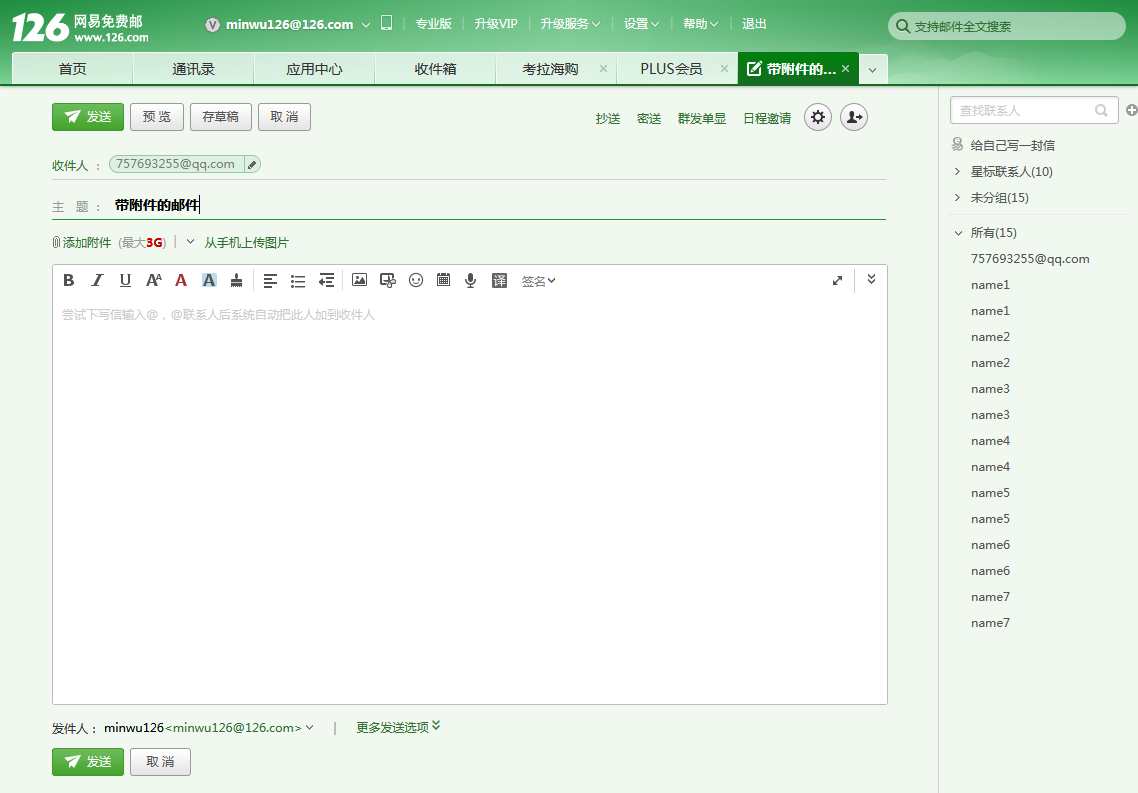 126 网易免费邮
www.126.com
minwu126@126.com 专业版 升级VIP 升级服务 设置 帮助 退出
支持邮件全文搜索
首页 通讯录 应用中心 收件箱 考拉海购 PLUS会员 带附件的...
发送 预 览 存草稿 取 消
抄送 密送 群发单显 日程邀请
收件人： 757693255@qq.com
主 题： 带附件的邮件
添加附件 (最大3G) 从手机上传图片
B I U A A A A 译 签名
尝试下写信输入@，@联系人后系统自动把此人加到收件人
发件人：minwu126<minwu126@126.com> | 更多发送选项
发送 取 消
查找联系人
给自己写一封信
星标联系人(10)
未分组(15)
所有(15)
757693255@qq.com
name1
name1
name2
name2
name3
name3
name4
name4
name5
name5
name6
name6
name7
name7